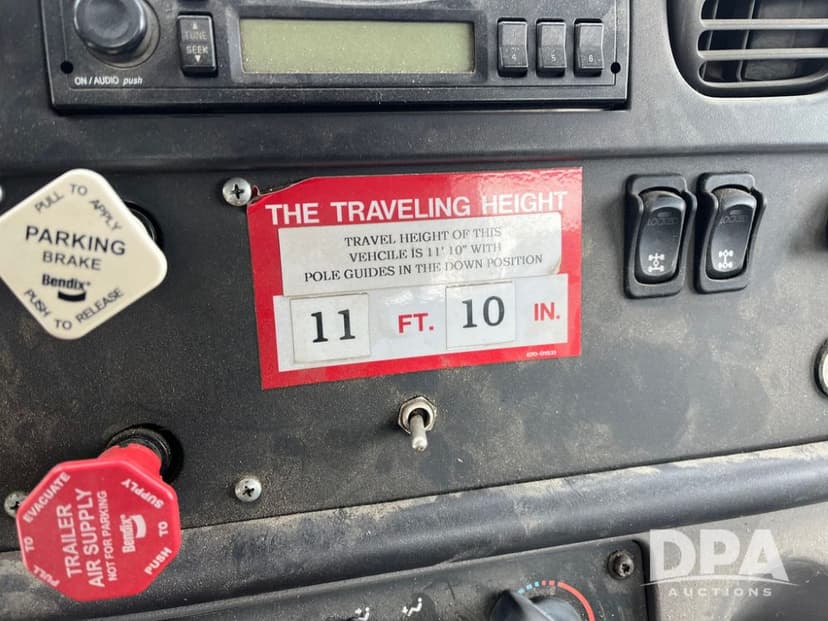 TUNE
SEEK
ON / AUDIO push
4 5 6
PULL TO APPLY
PARKING
BRAKE
Bendix
PUSH TO RELEASE
THE TRAVELING HEIGHT
TRAVEL HEIGHT OF THIS
VEHCILE IS 11' 10" WITH
POLE GUIDES IN THE DOWN POSITION
11 FT. 10 IN.
LOCKED
LOCKED
PULL TO EVACUATE
TRAILER
AIR SUPPLY
NOT FOR PARKING
Bendix
PUSH TO SUPPLY
DPA
AUCTIONS